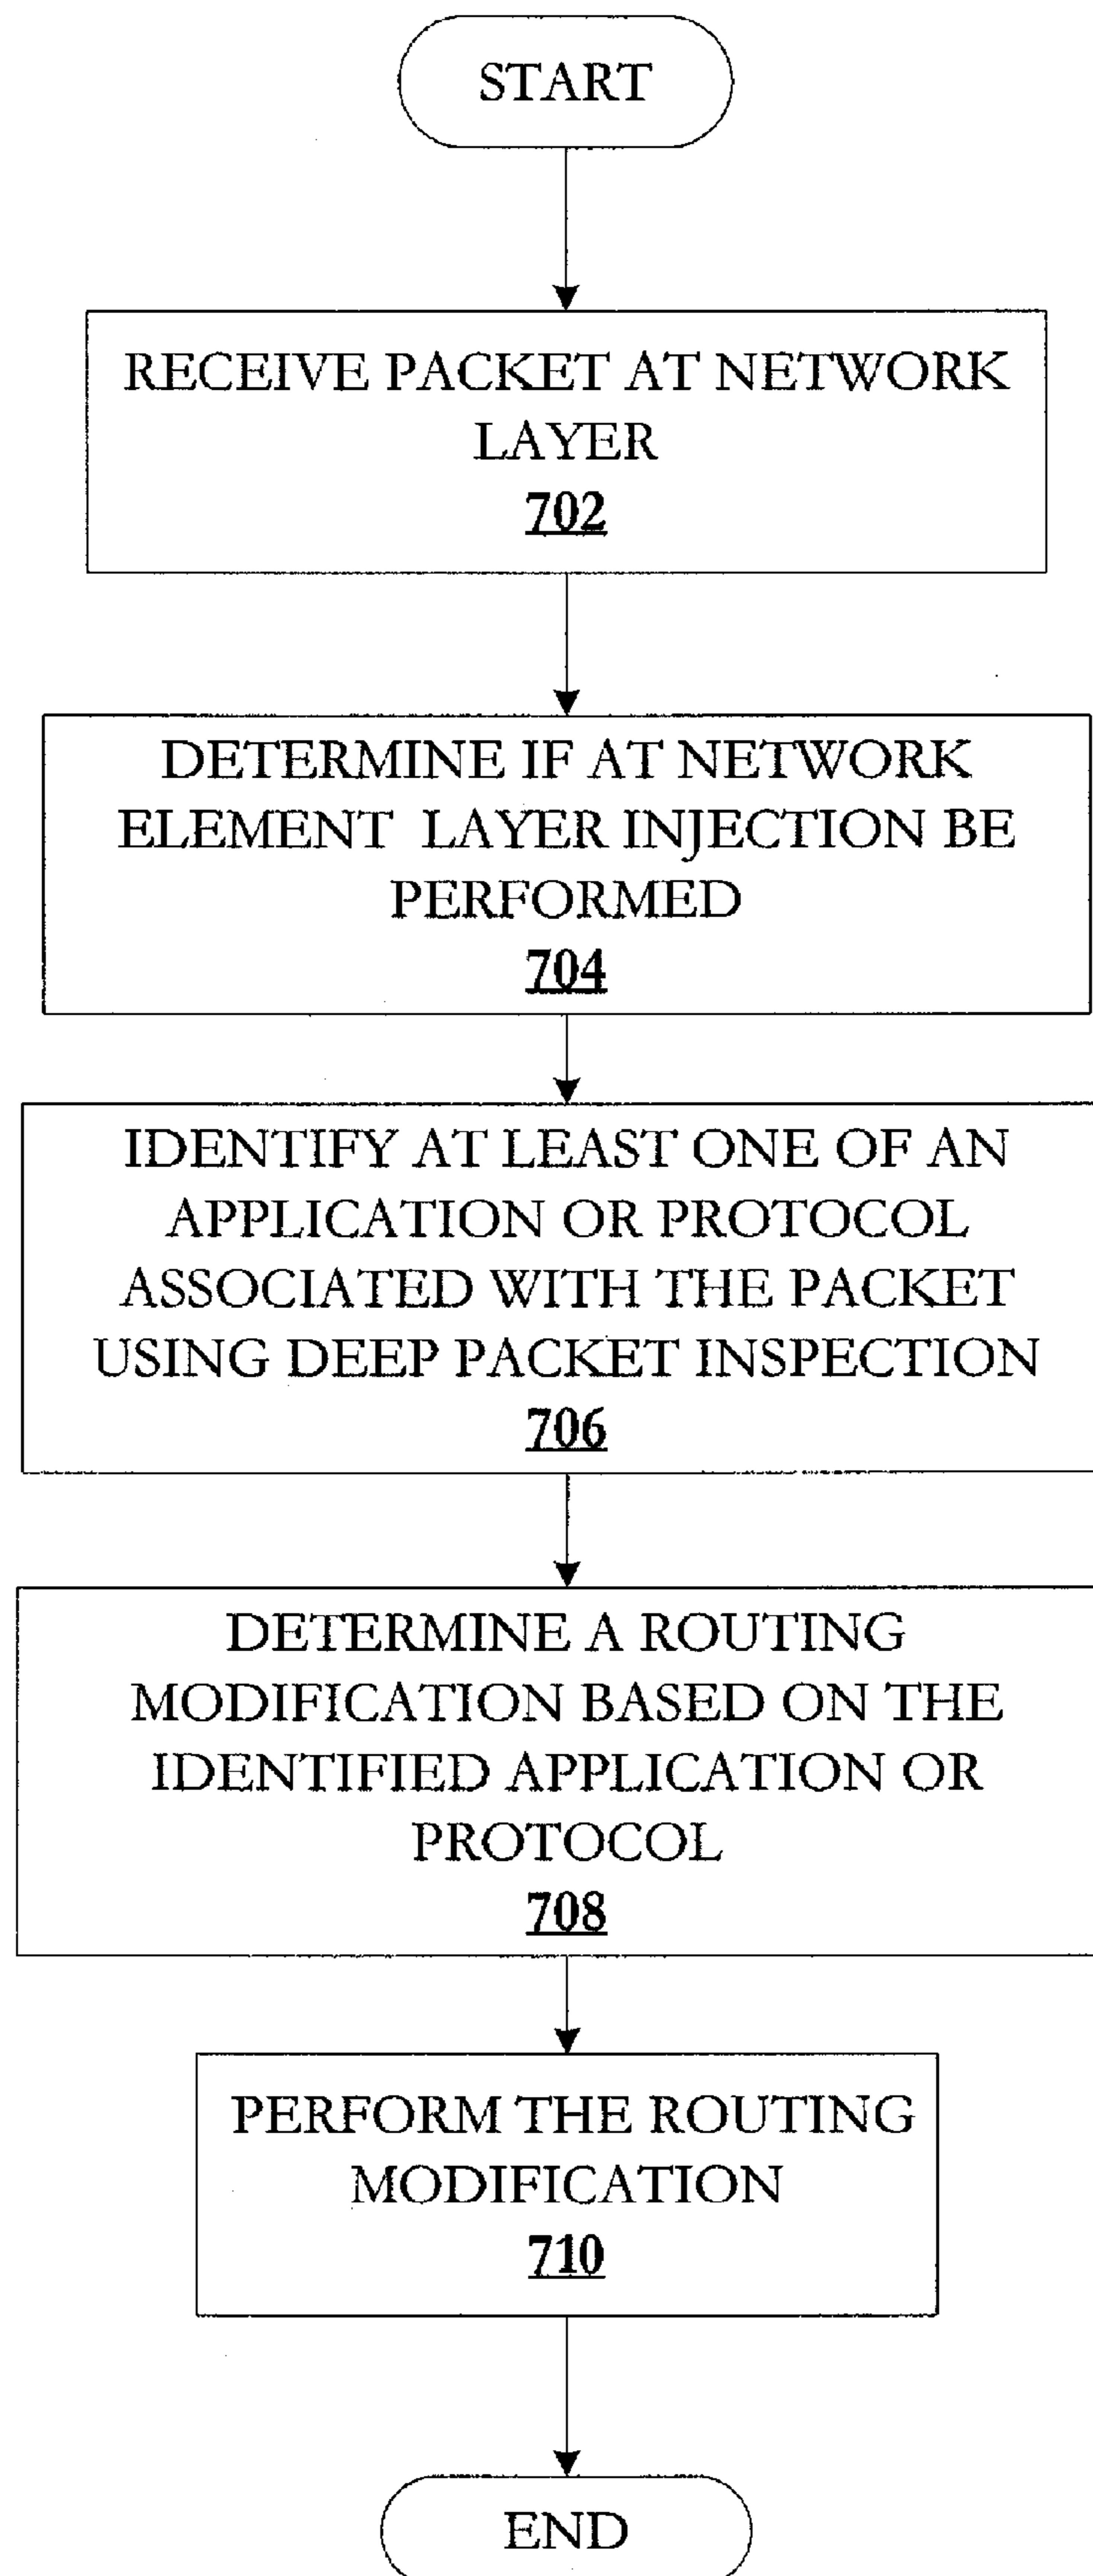 START
RECEIVE PACKET AT NETWORK
LAYER
702
DETERMINE IF AT NETWORK
ELEMENT LAYER INJECTION BE
PERFORMED
704
IDENTIFY AT LEAST ONE OF AN
APPLICATION OR PROTOCOL
ASSOCIATED WITH THE PACKET
USING DEEP PACKET INSPECTION
706
DETERMINE A ROUTING
MODIFICATION BASED ON THE
IDENTIFIED APPLICATION OR
PROTOCOL
708
PERFORM THE ROUTING
MODIFICATION
710
END